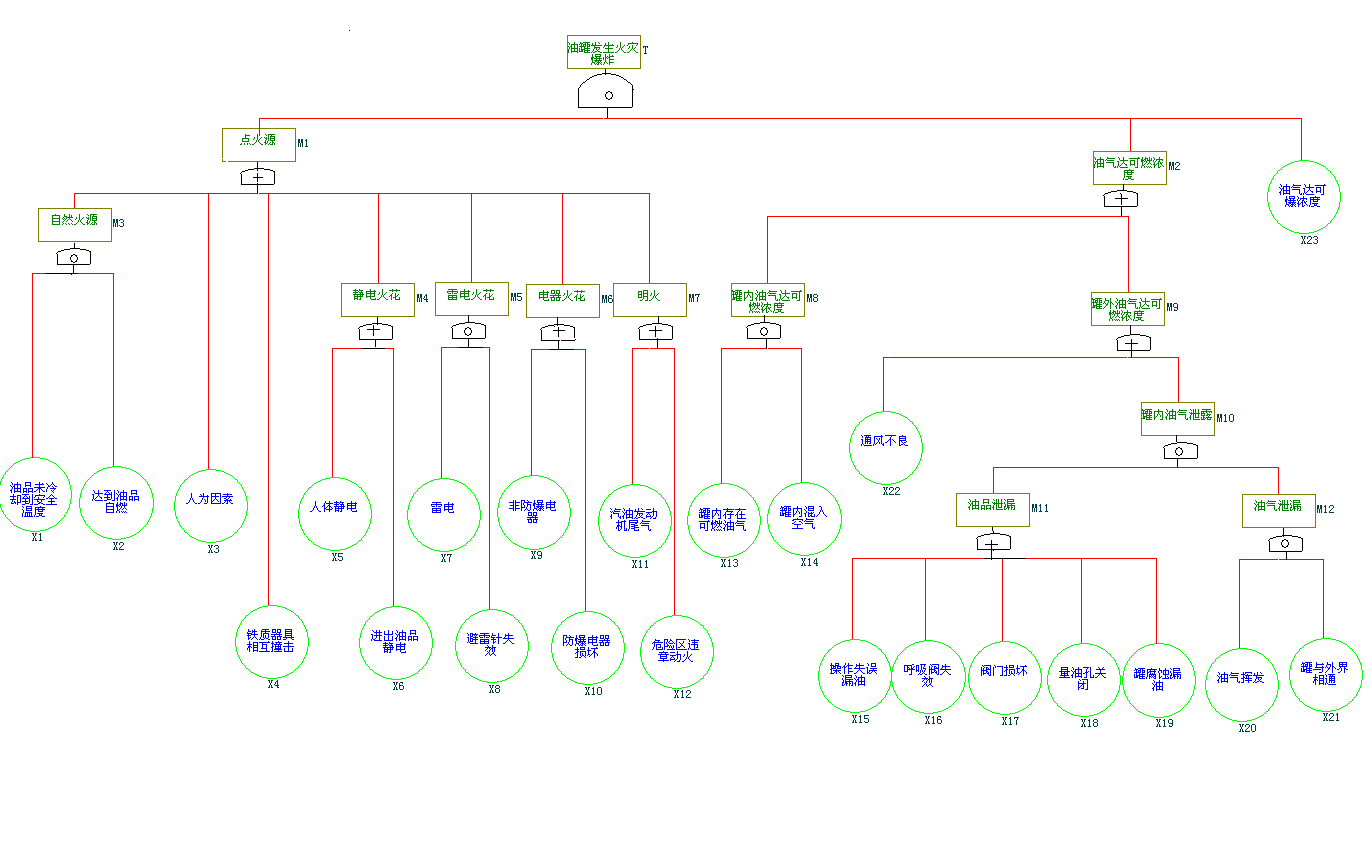 油罐发生火灾
爆炸
T
点火源
M1
油气达可燃浓
度
M2
油气达可
爆浓度
X23
自然火源
M3
静电火花
M4
雷电火花
M5
电器火花
M6
明火
M7
罐内油气达可
燃浓度
M8
罐外油气达可
燃浓度
M9
通风不良
X22
罐内油气泄露
M10
油品未冷
却到安全
温度
X1
达到油品
自燃
X2
人为因素
X3
人体静电
X5
雷电
X7
非防爆电
器
X9
汽油发动
机尾气
X11
罐内存在
可燃油气
X13
罐内混入
空气
X14
油品泄漏
M11
油气泄漏
M12
铁质器具
相互撞击
X4
进出油品
静电
X6
避雷针失
效
X8
防爆电器
损坏
X10
危险区违
章动火
X12
操作失误
漏油
X15
呼吸阀失
效
X16
阀门损坏
X17
量油孔关
闭
X18
罐腐蚀漏
油
X19
油气挥发
X20
罐与外界
相通
X21